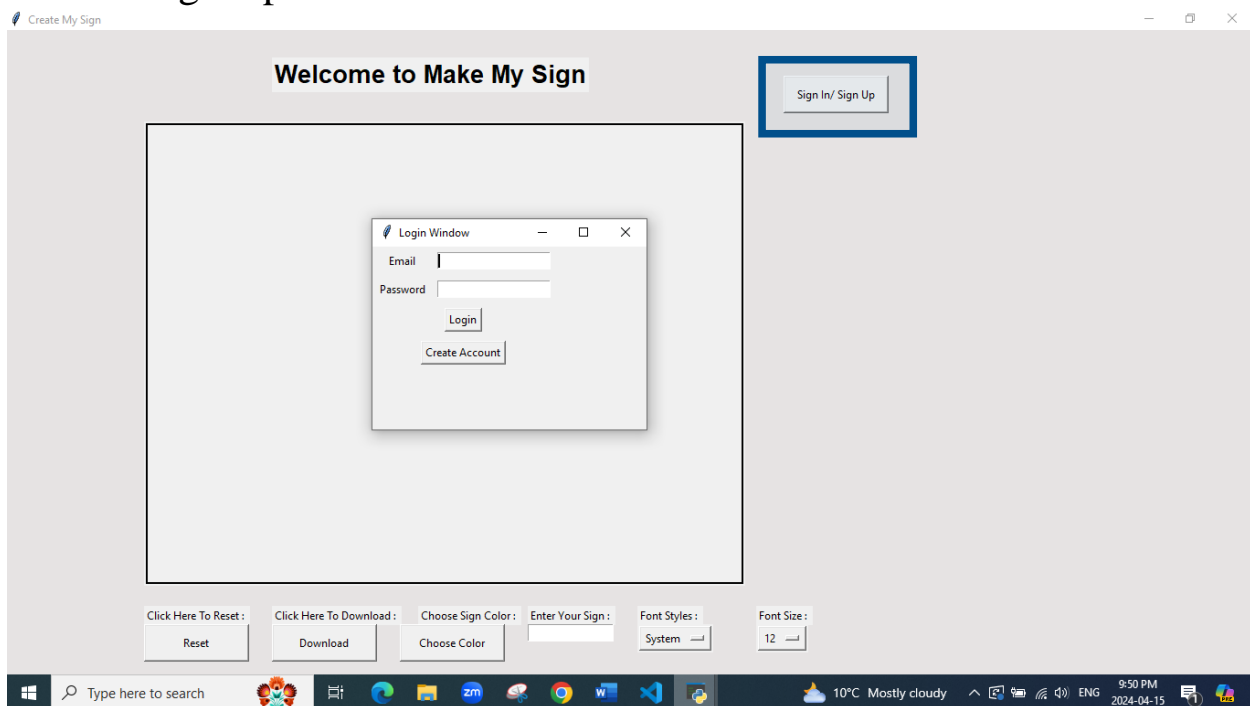 Create My Sign
Welcome to Make My Sign
Sign In/ Sign Up
Login Window
Email
Password
Login
Create Account
Click Here To Reset :
Click Here To Download :
Choose Sign Color :
Enter Your Sign :
Font Styles :
Font Size :
Reset
Download
Choose Color
System
12
Type here to search
zm
10°C Mostly cloudy
ENG
9:50 PM
2024-04-15
1
PRE